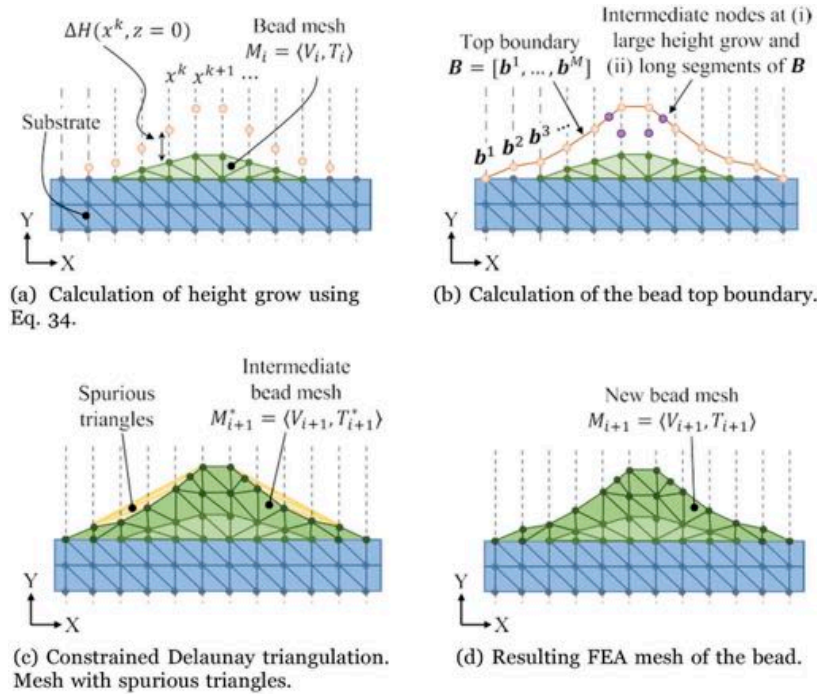 ΔH(x^k, z = 0)
Bead mesh
M_i = ⟨V_i, T_i⟩
x^k x^{k+1} ...
Substrate
Y
X
(a) Calculation of height grow using
Eq. 34.
Intermediate nodes at (i)
large height grow and
(ii) long segments of B
Top boundary
B = [b^1, ..., b^M]
b^1 b^2 b^3 ...
Y
X
(b) Calculation of the bead top boundary.
Intermediate
bead mesh
M^*_{i+1} = ⟨V_{i+1}, T^*_{i+1}⟩
Spurious
triangles
Y
X
(c) Constrained Delaunay triangulation.
Mesh with spurious triangles.
New bead mesh
M_{i+1} = ⟨V_{i+1}, T_{i+1}⟩
Y
X
(d) Resulting FEA mesh of the bead.